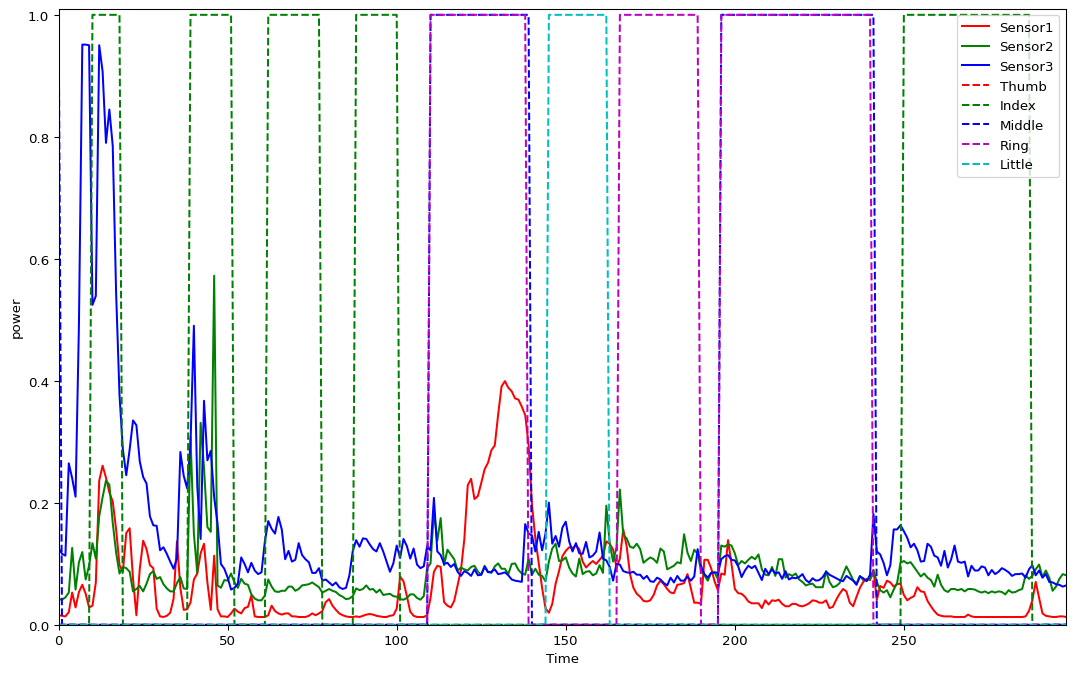 1.0
0.8
0.6
0.4
0.2
0.0
power
0
50
100
150
200
250
Time
Sensor1
Sensor2
Sensor3
Thumb
Index
Middle
Ring
Little